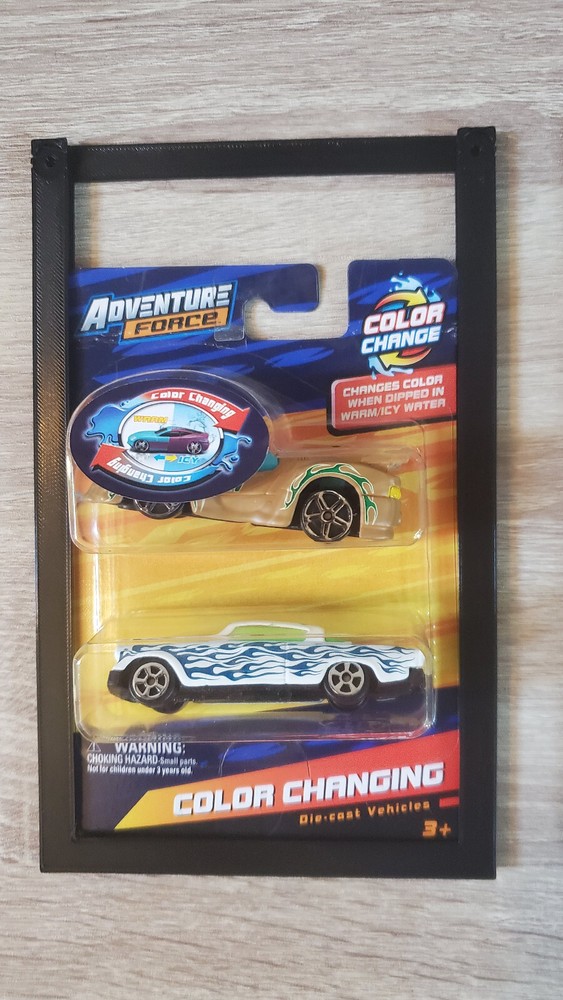 ADVENTURE
FORCE
COLOR
CHANGE
CHANGES COLOR
WHEN DIPPED IN
WARM/ICY WATER
Color Changing
WARM
ICY
Color Changing
WARNING:
CHOKING HAZARD-Small parts.
Not for children under 3 years old.
COLOR CHANGING
Die-cast Vehicles
3+